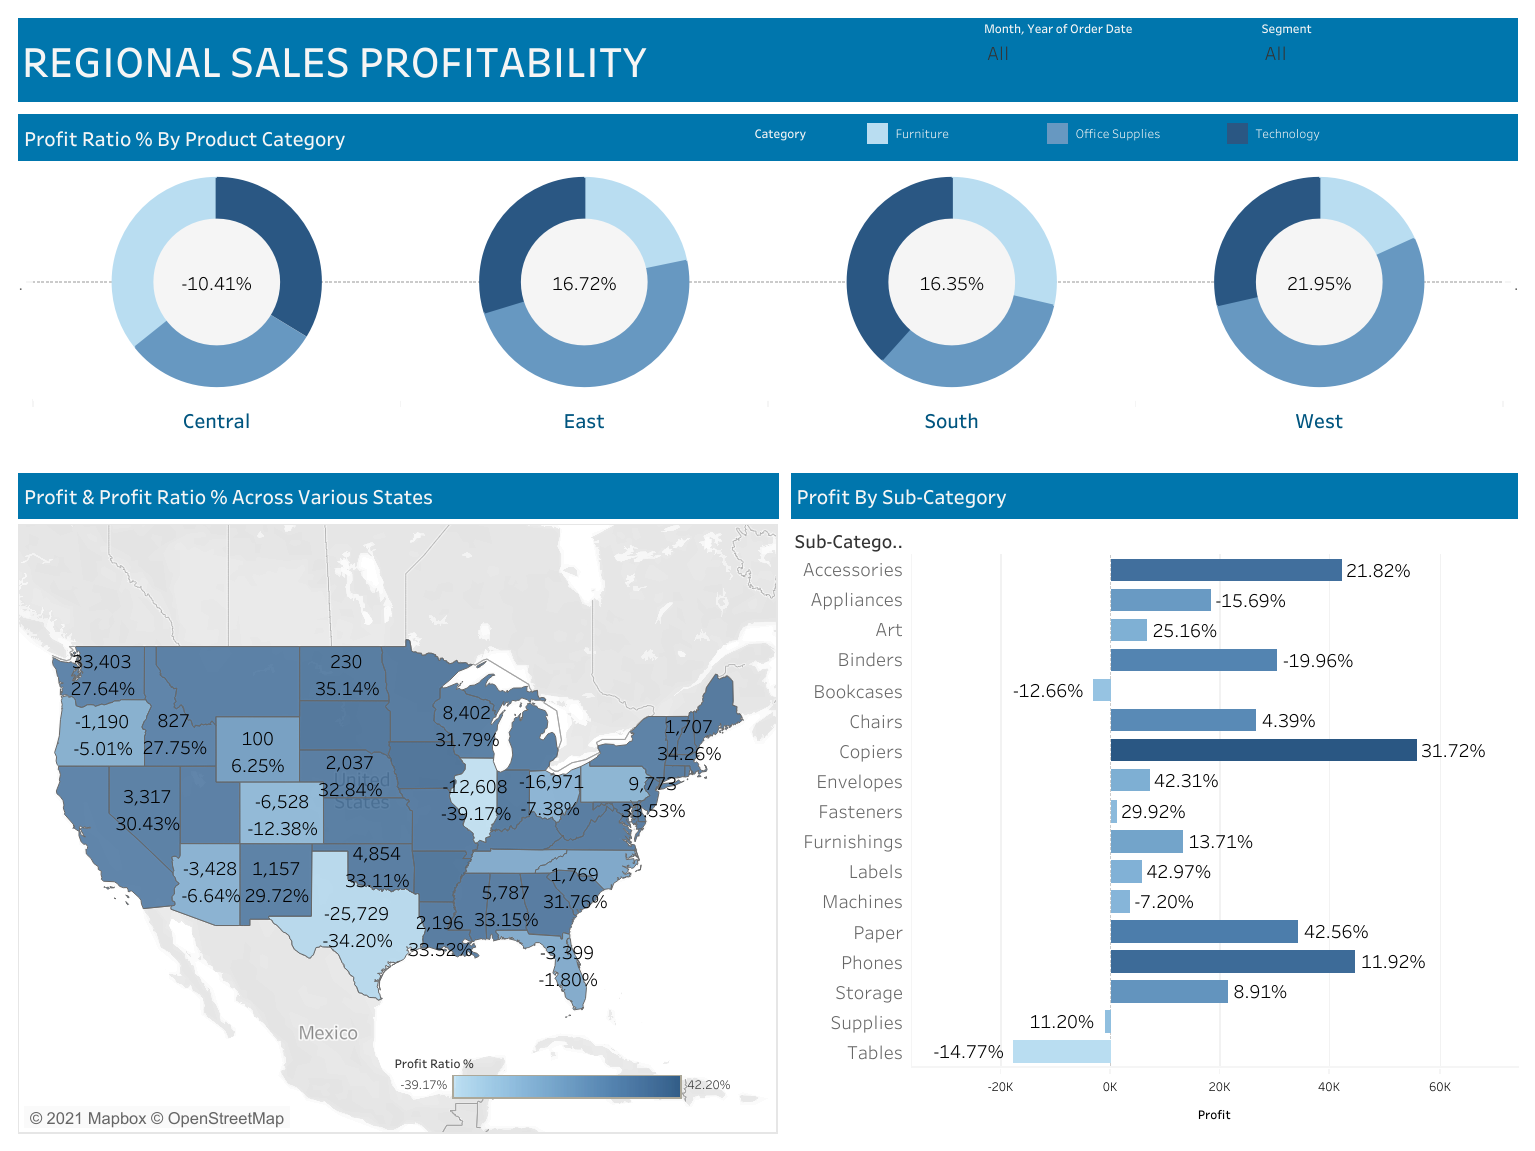 Month, Year of Order Date
Segment
REGIONAL SALES PROFITABILITY
All
All
Profit Ratio % By Product Category
Category
Furniture
Office Supplies
Technology
-10.41%
16.72%
16.35%
21.95%
Central
East
South
West
Profit & Profit Ratio % Across Various States
33,403
27.64%
230
35.14%
-1,190
-5.01%
827
27.75%
100
6.25%
8,402
31.79%
1,707
34.26%
2,037
32.84%
United
States
3,317
30.43%
-6,528
-12.38%
-12,608
-39.17%
-16,971
-7.38%
9,773
33.53%
-3,428
-6.64%
1,157
29.72%
4,854
33.11%
5,787
33.15%
1,769
31.76%
-25,729
-34.20%
2,196
33.52%
-3,399
-1.80%
Mexico
Profit Ratio %
-39.17%
42.20%
© 2021 Mapbox © OpenStreetMap
Profit By Sub-Category
Sub-Catego..
Accessories
21.82%
Appliances
-15.69%
Art
25.16%
Binders
-19.96%
Bookcases
-12.66%
Chairs
4.39%
Copiers
31.72%
Envelopes
42.31%
Fasteners
29.92%
Furnishings
13.71%
Labels
42.97%
Machines
-7.20%
Paper
42.56%
Phones
11.92%
Storage
8.91%
Supplies
11.20%
Tables
-14.77%
-20K
0K
20K
40K
60K
Profit